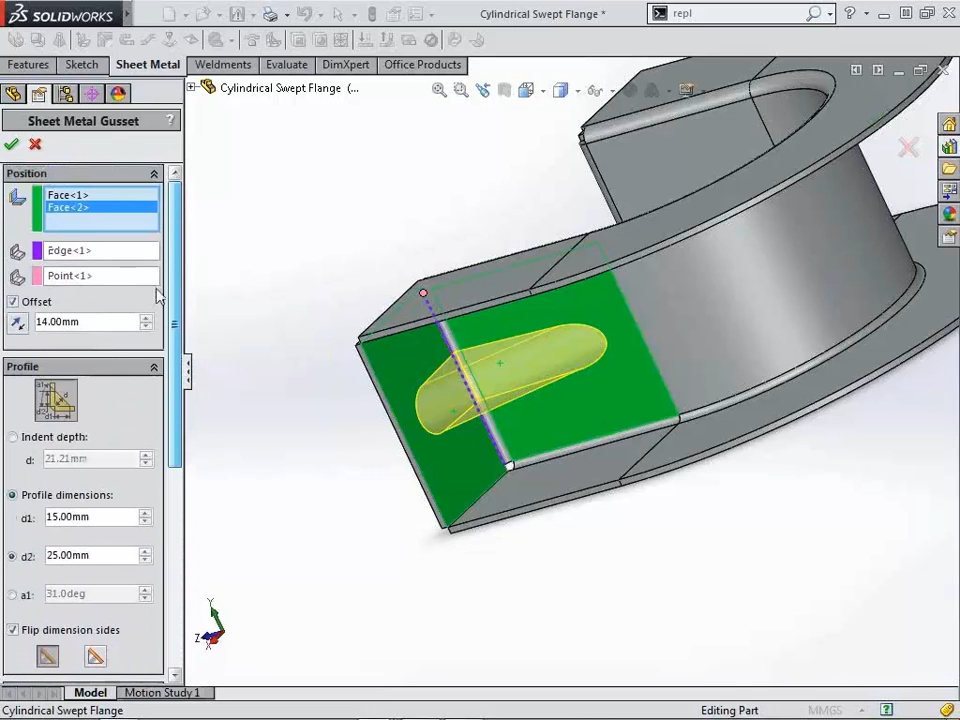 SOLIDWORKS
Cylindrical Swept Flange *
repl
Features
Sketch
Sheet Metal
Weldments
Evaluate
DimXpert
Office Products
Cylindrical Swept Flange (...
Sheet Metal Gusset
?
Position
Face<1>
Face<2>
Edge<1>
Point<1>
Offset
14.00mm
Profile
Indent depth:
d:
21.21mm
Profile dimensions:
d1:
15.00mm
d2:
25.00mm
a1:
31.0deg
Flip dimension sides
Y
Z
X
Model
Motion Study 1
Cylindrical Swept Flange
Editing Part
MMGS